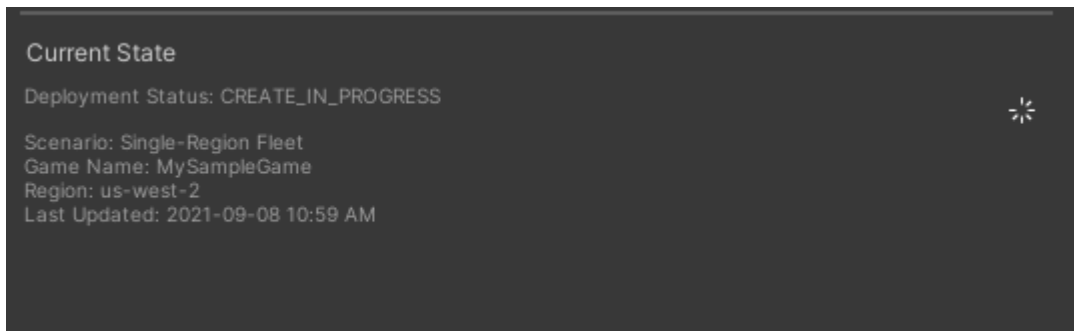 Current State
Deployment Status: CREATE_IN_PROGRESS
Scenario: Single-Region Fleet
Game Name: MySampleGame
Region: us-west-2
Last Updated: 2021-09-08 10:59 AM